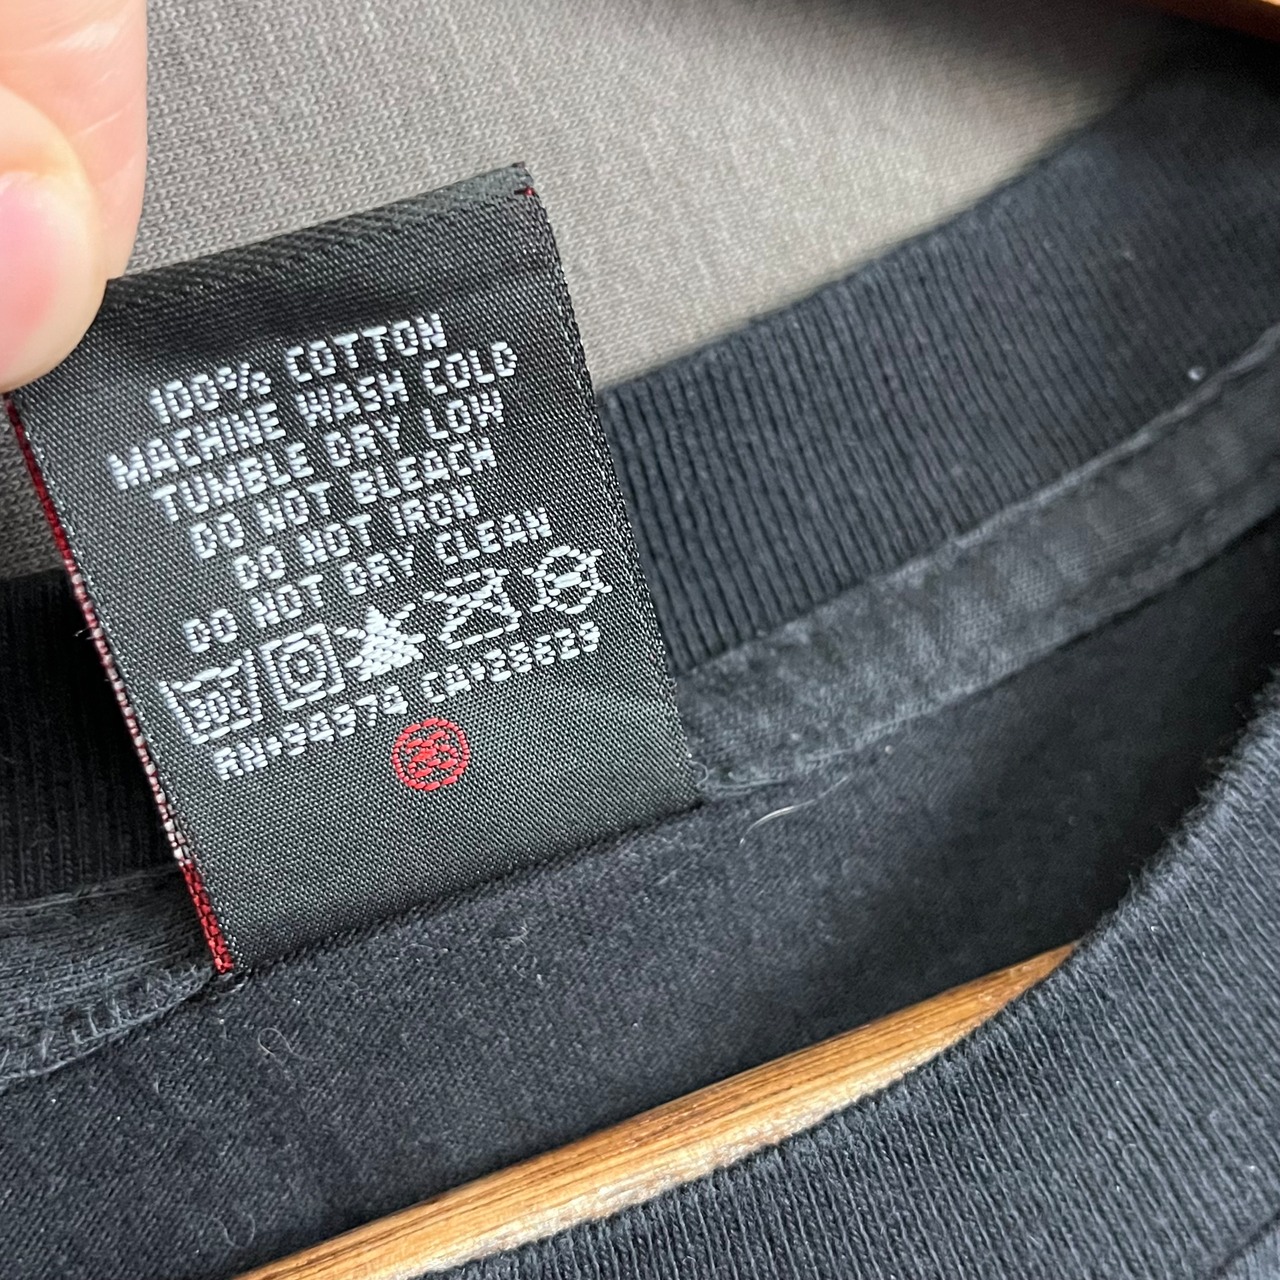 100% COTTON
MACHINE WASH COLD
TUMBLE DRY LOW
DO NOT BLEACH
DO NOT IRON
DO NOT DRY CLEAN
RN#94974 CA#28629